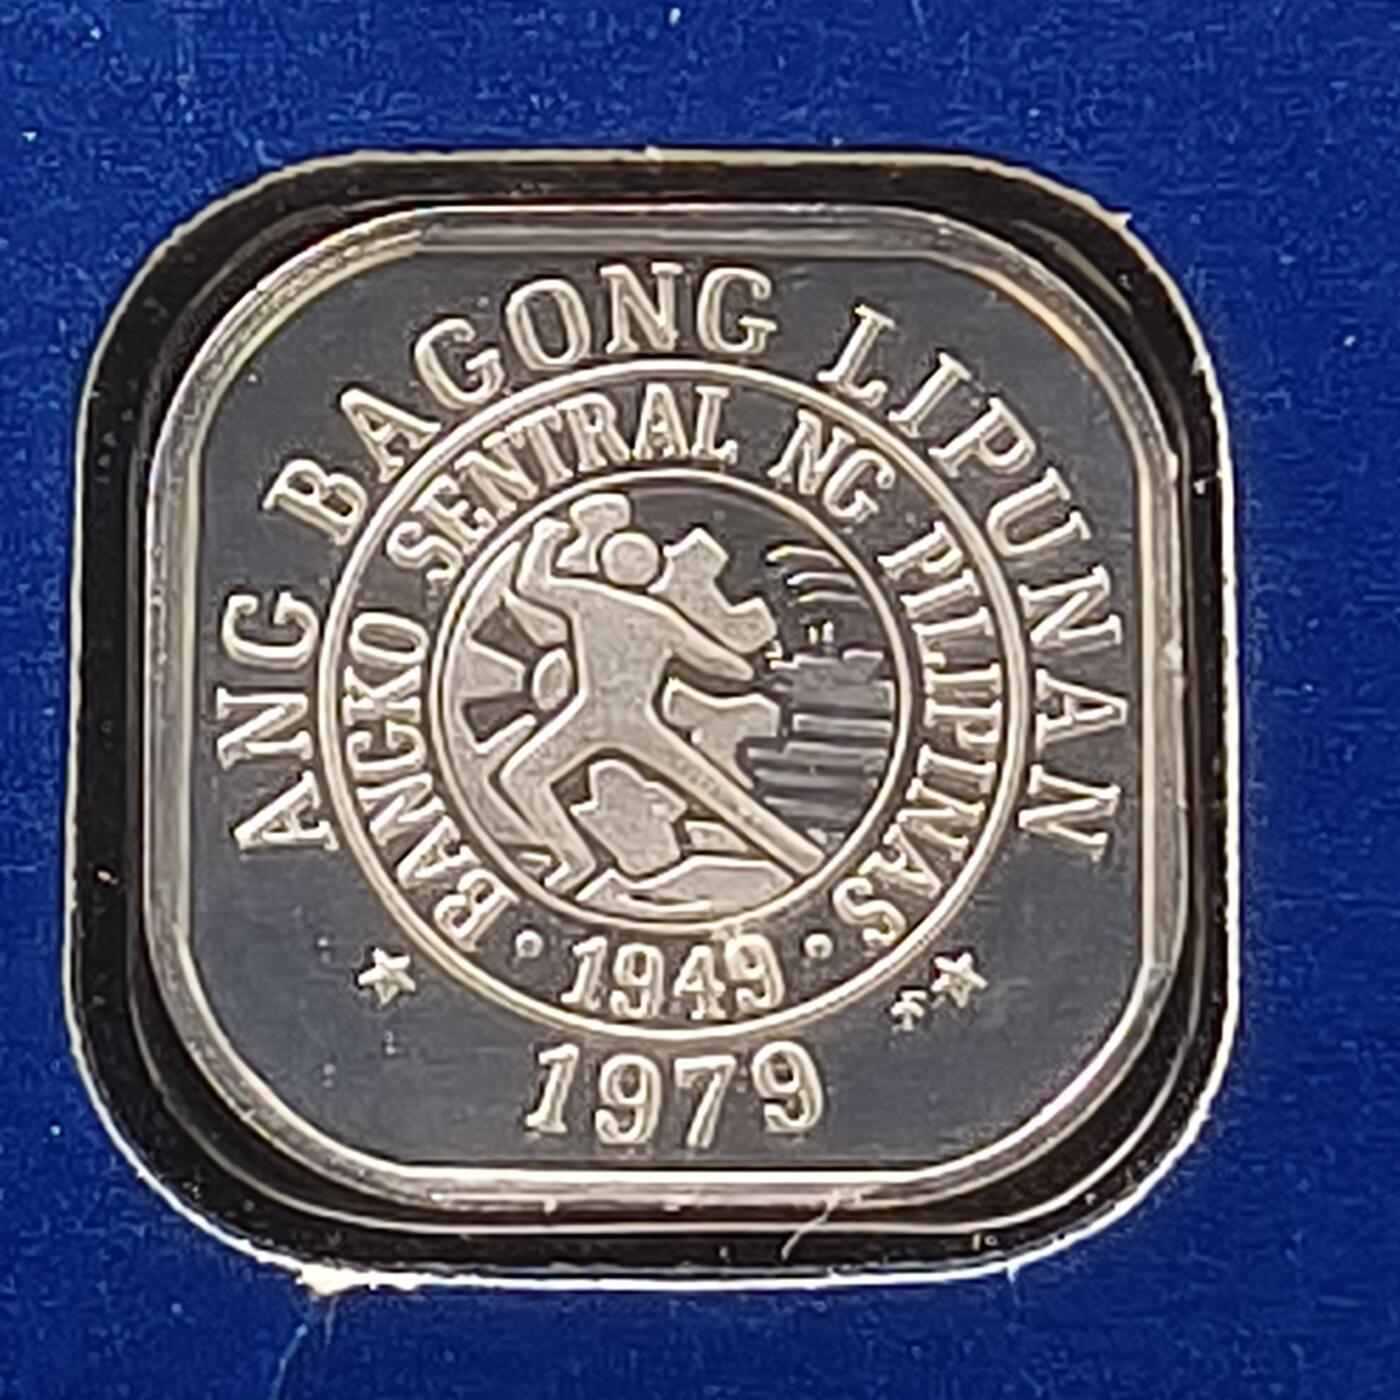 ANG BAGONG LIPUNAN
BANGKO SENTRAL NG PILIPINAS
· 1949 ·
1979